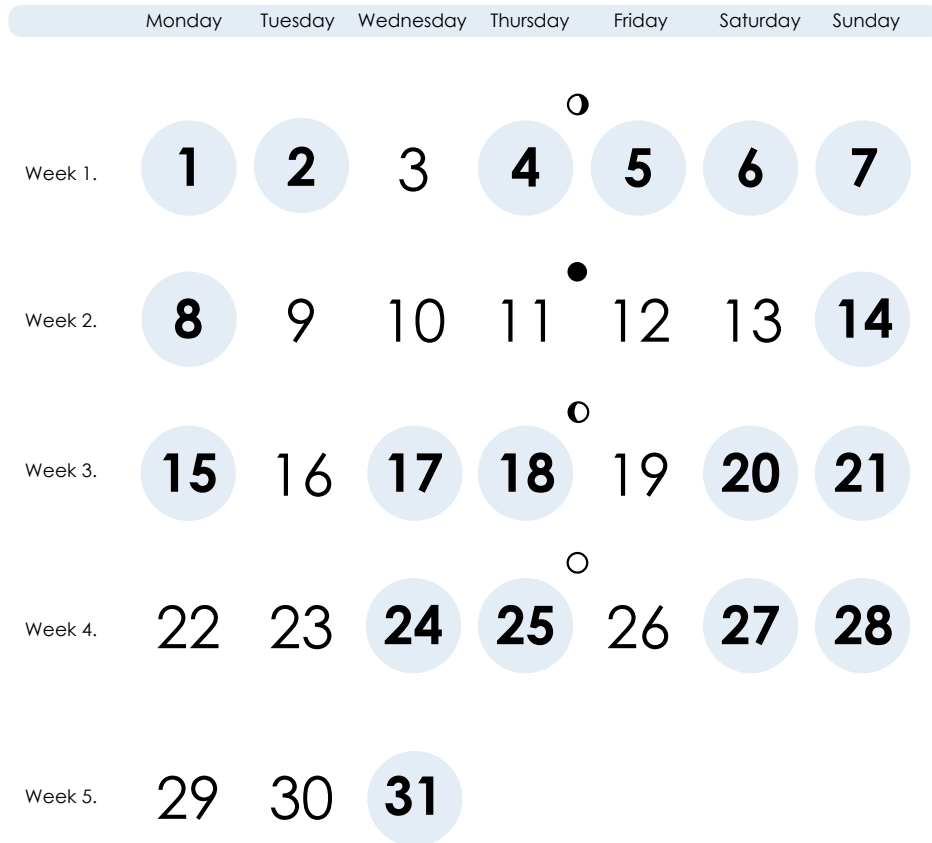 Monday Tuesday Wednesday Thursday Friday Saturday Sunday
Week 1. 1 2 3 4 5 6 7
Week 2. 8 9 10 11 12 13 14
Week 3. 15 16 17 18 19 20 21
Week 4. 22 23 24 25 26 27 28
Week 5. 29 30 31